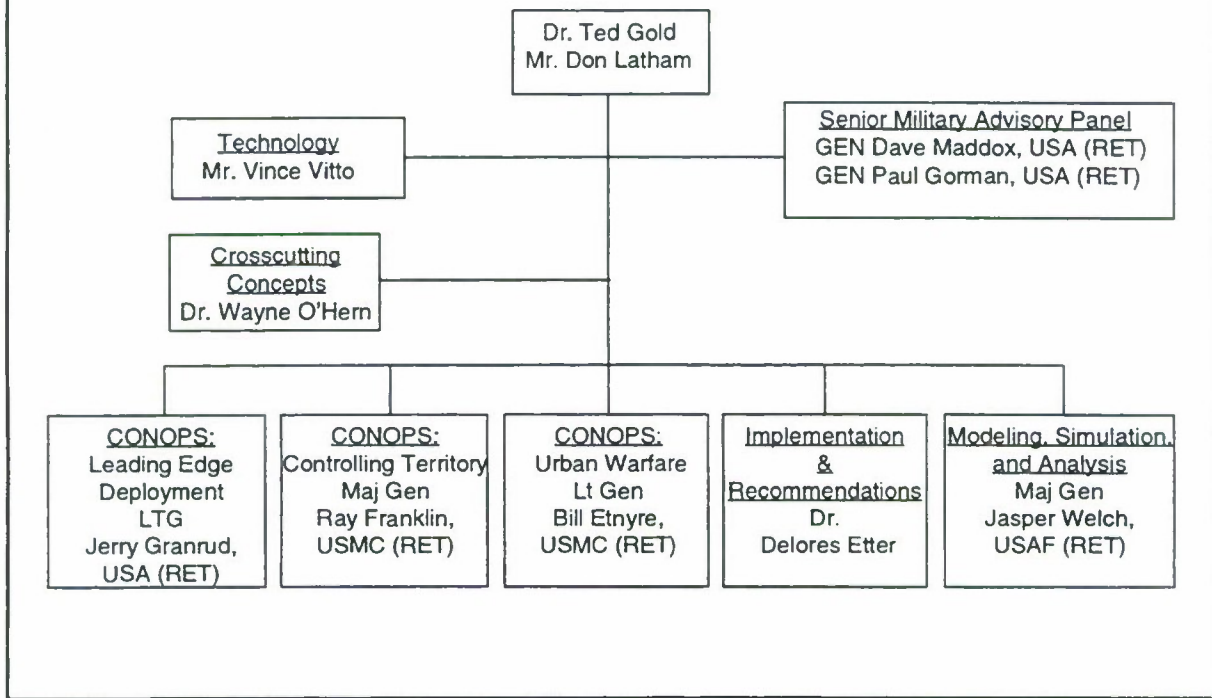 Dr. Ted Gold
Mr. Don Latham
Technology
Mr. Vince Vitto
Senior Military Advisory Panel
GEN Dave Maddox, USA (RET)
GEN Paul Gorman, USA (RET)
Crosscutting
Concepts
Dr. Wayne O'Hern
CONOPS:
Leading Edge
Deployment
LTG
Jerry Granrud,
USA (RET)
CONOPS:
Controlling Territory
Maj Gen
Ray Franklin,
USMC (RET)
CONOPS:
Urban Warfare
Lt Gen
Bill Etnyre,
USMC (RET)
Implementation
&
Recommendations
Dr.
Delores Etter
Modeling, Simulation,
and Analysis
Maj Gen
Jasper Welch,
USAF (RET)